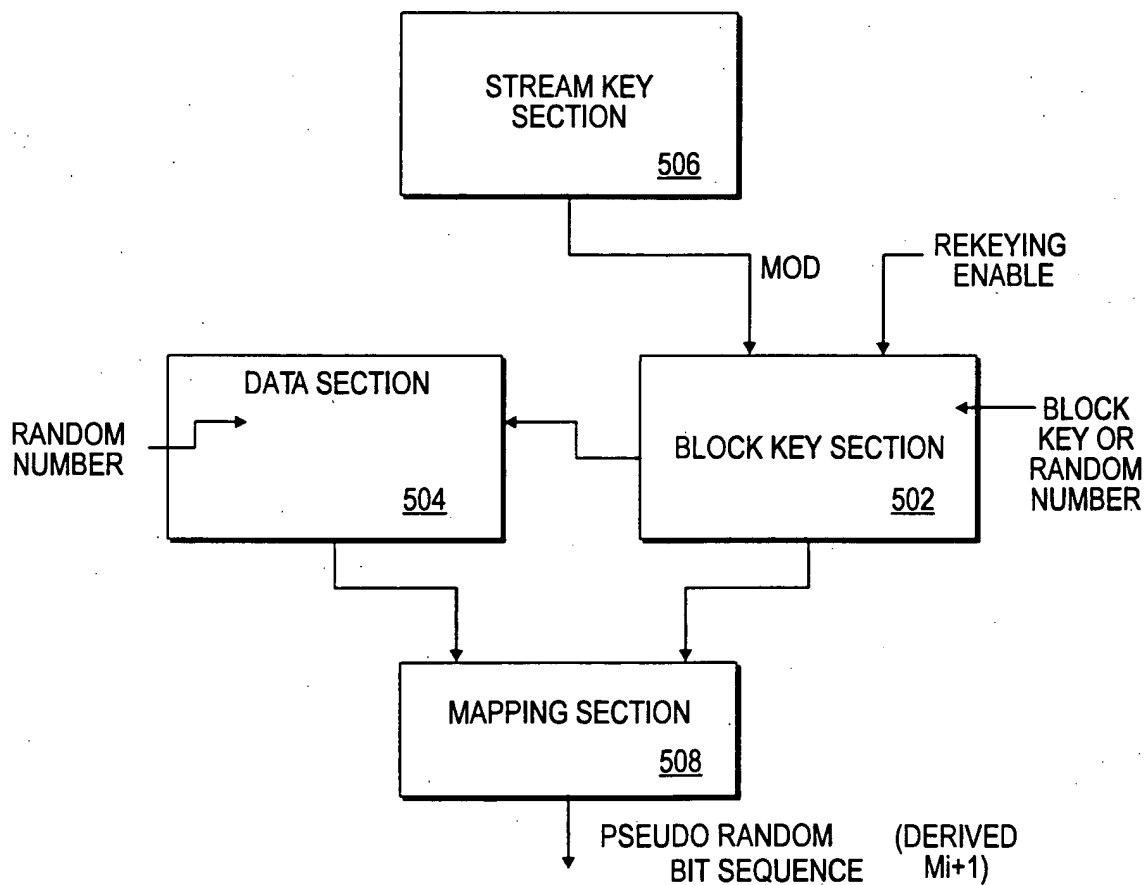 STREAM KEY
SECTION
506
MOD
REKEYING
ENABLE
DATA SECTION
504
RANDOM
NUMBER
BLOCK KEY SECTION
502
BLOCK
KEY OR
RANDOM
NUMBER
MAPPING SECTION
508
PSEUDO RANDOM (DERIVED
BIT SEQUENCE Mi+1)